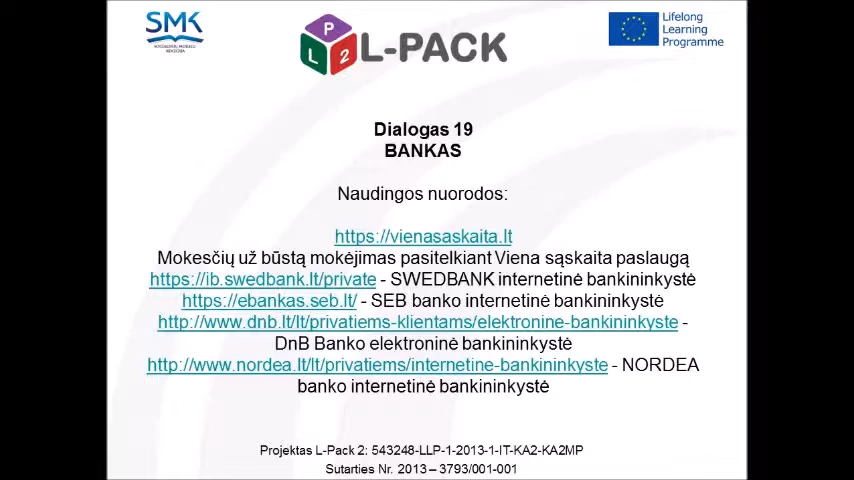 SMK
SOCIALINIŲ MOKSLŲ
KOLEGIJA
P
L
2
L-PACK
Lifelong
Learning
Programme
Dialogas 19
BANKAS
Naudingos nuorodos:
https://vienasaskaita.lt
Mokesčių už būstą mokėjimas pasitelkiant Viena sąskaita paslaugą
https://ib.swedbank.lt/private - SWEDBANK internetinė bankininkystė
https://ebankas.seb.lt/ - SEB banko internetinė bankininkystė
http://www.dnb.lt/lt/privatiems-klientams/elektronine-bankininkyste -
DnB Banko elektroninė bankininkystė
http://www.nordea.lt/lt/privatiems/internetine-bankininkyste - NORDEA
banko internetinė bankininkystė
Projektas L-Pack 2: 543248-LLP-1-2013-1-IT-KA2-KA2MP
Sutarties Nr. 2013 – 3793/001-001